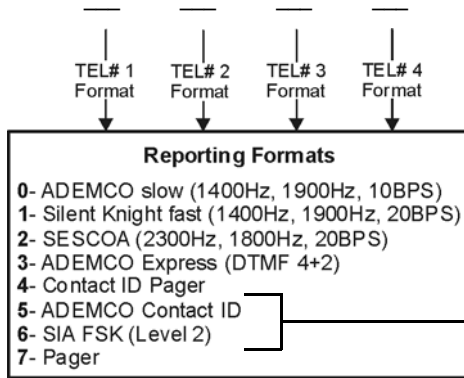 TEL# 1 TEL# 2 TEL# 3 TEL# 4
Format Format Format Format
Reporting Formats
0- ADEMCO slow (1400Hz, 1900Hz, 10BPS)
1- Silent Knight fast (1400Hz, 1900Hz, 20BPS)
2- SESCOA (2300Hz, 1800Hz, 20BPS)
3- ADEMCO Express (DTMF 4+2)
4- Contact ID Pager
5- ADEMCO Contact ID
6- SIA FSK (Level 2)
7- Pager